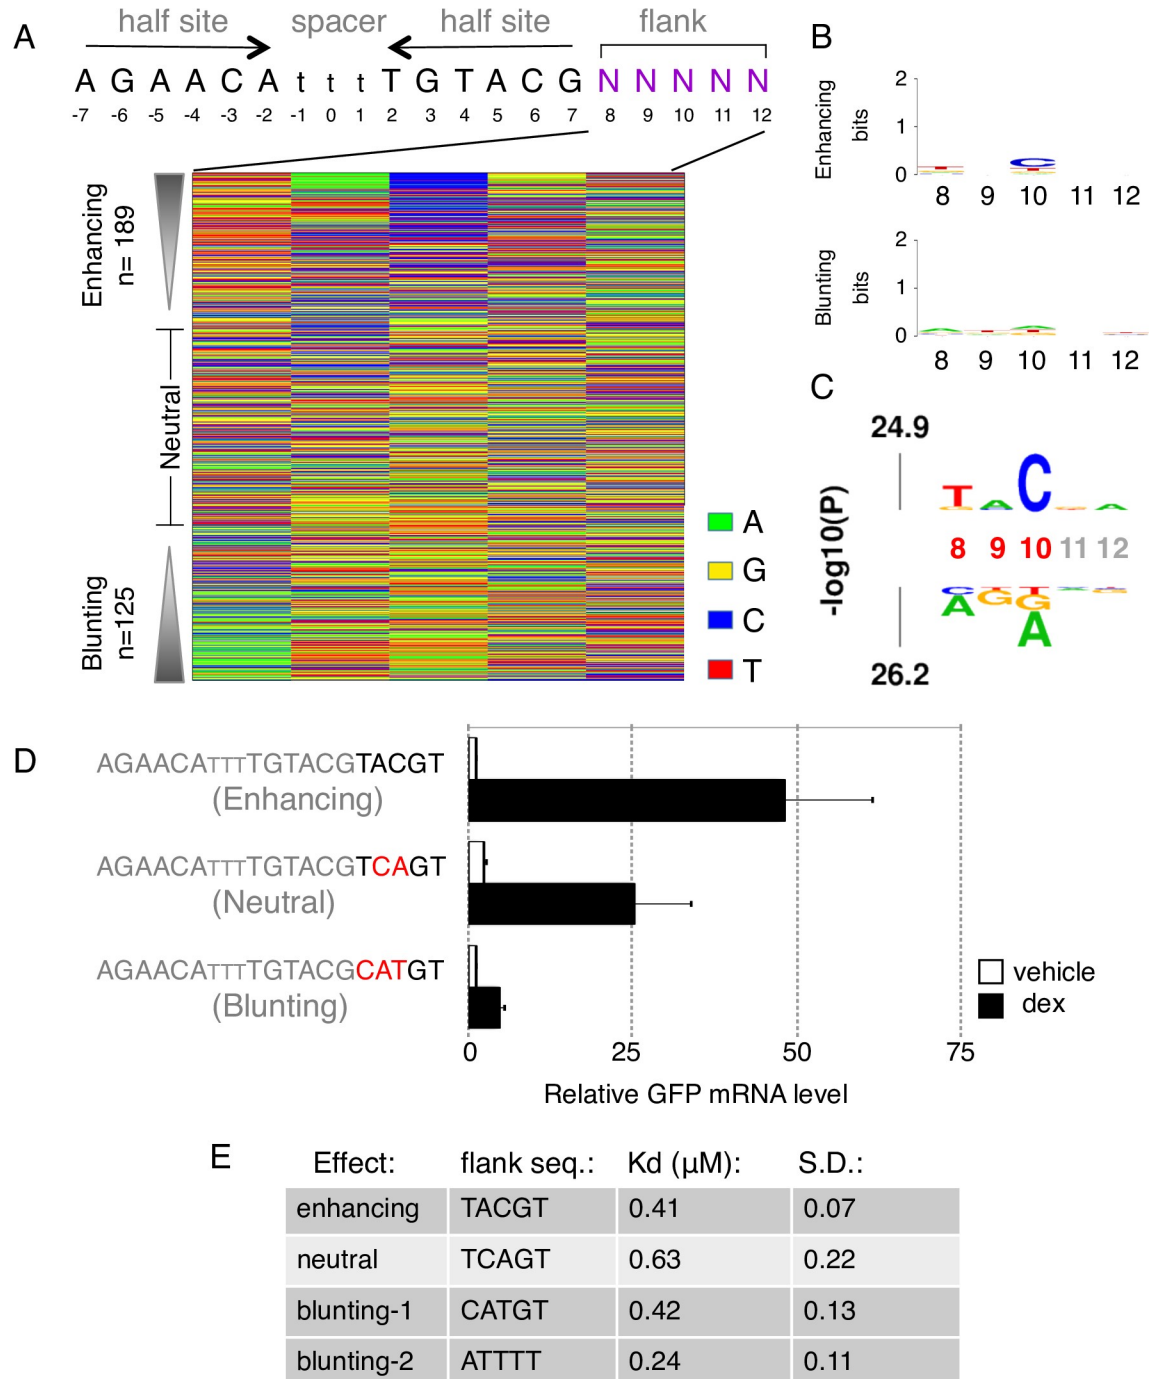 A
half site spacer half site flank
A G A A C A t t t T G T A C G N N N N N
-7 -6 -5 -4 -3 -2 -1 0 1 2 3 4 5 6 7 8 9 10 11 12
Enhancing
n= 189
Neutral
Blunting
n=125
A
G
C
T
B
Enhancing
bits
2
1
0
C
T
8 9 10 11 12
Blunting
bits
2
1
0
8 9 10 11 12
C
24.9
-log10(P)
T A C A
8 9 10 11 12
C T
A G G
A
26.2
D
AGAACATTTTGTACGTACGT
(Enhancing)
AGAACATTTTGTACGTCAGT
(Neutral)
AGAACATTTTGTACGCATGT
(Blunting)
vehicle
dex
0 25 50 75
Relative GFP mRNA level
E
Effect: flank seq.: Kd (μM): S.D.:
enhancing TACGT 0.41 0.07
neutral TCAGT 0.63 0.22
blunting-1 CATGT 0.42 0.13
blunting-2 ATTTT 0.24 0.11